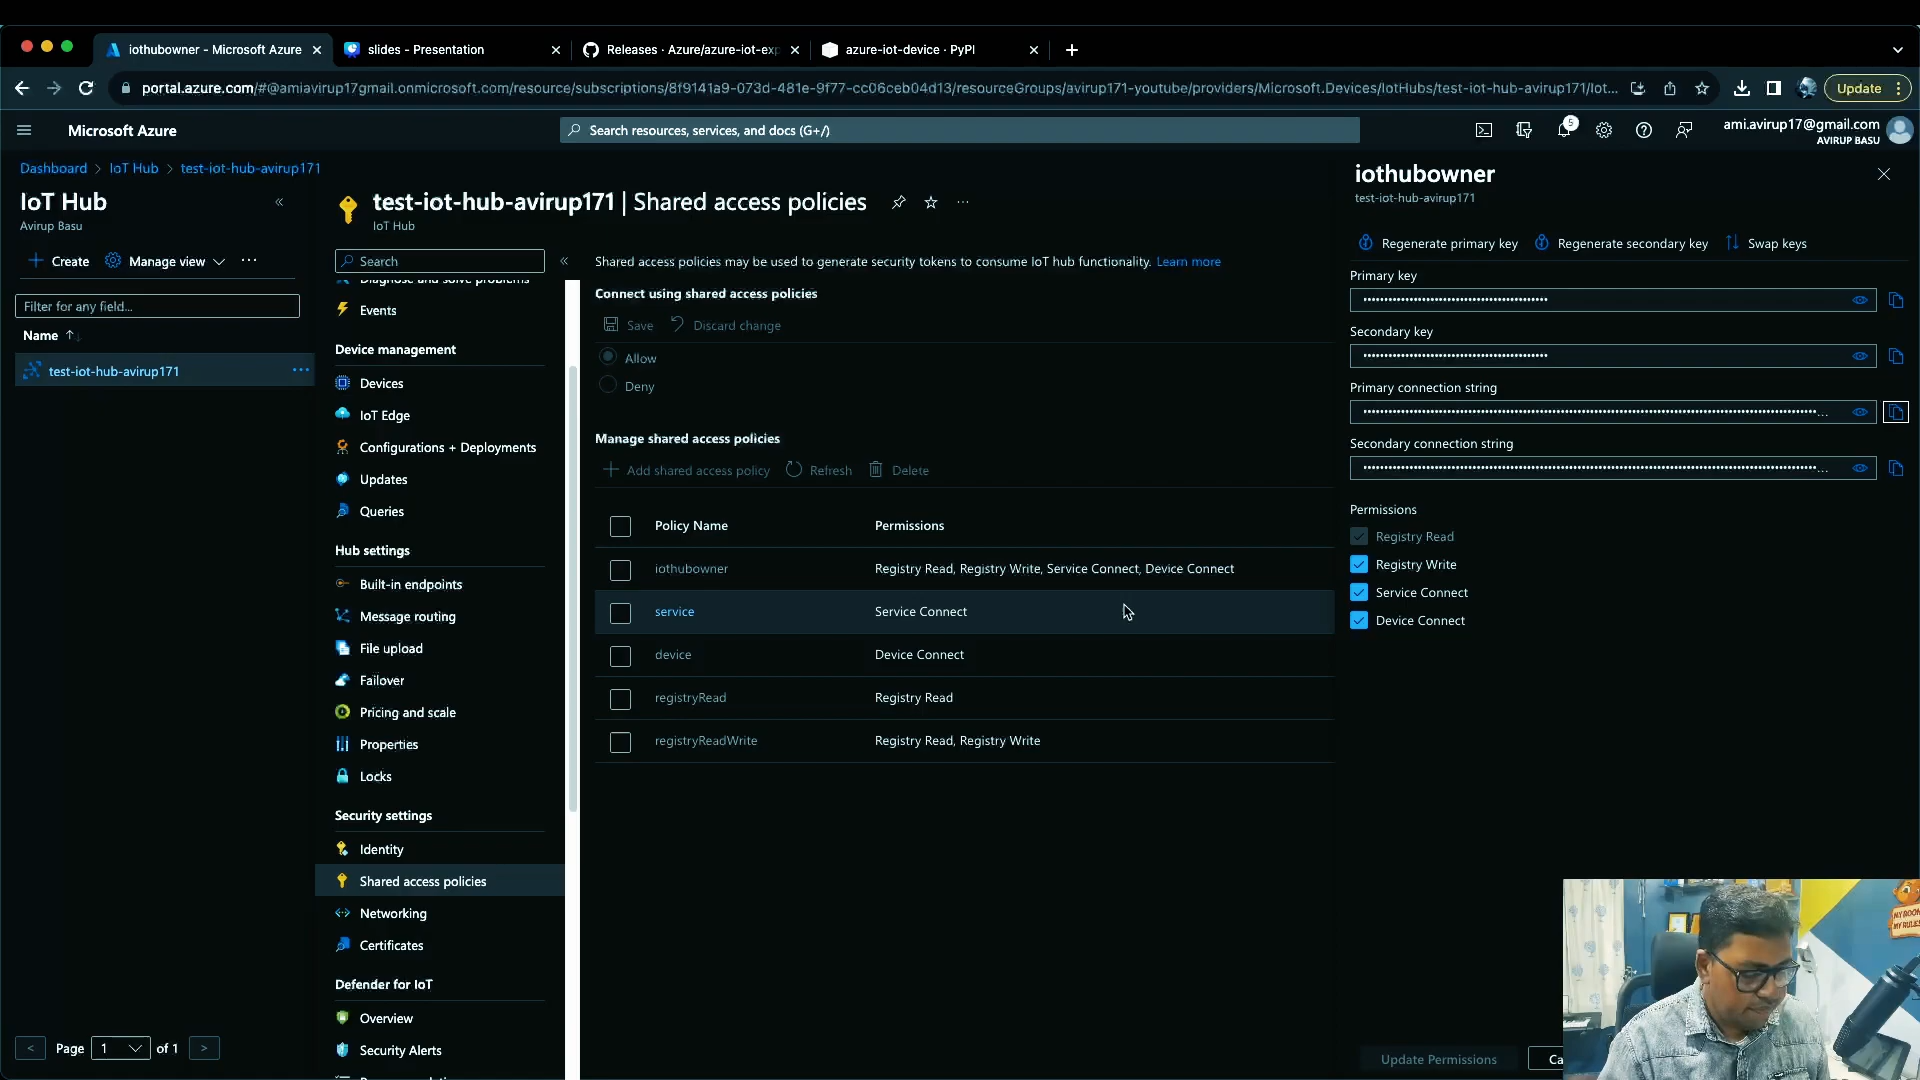 iothubowner - Microsoft Azure
slides - Presentation
Releases · Azure/azure-iot-exp
azure-iot-device · PyPI
portal.azure.com/#@amiavirup17gmail.onmicrosoft.com/resource/subscriptions/8f9141a9-073d-481e-9f77-cc06ceb04d13/resourceGroups/avirup171-youtube/providers/Microsoft.Devices/IotHubs/test-iot-hub-avirup171/Iot...
Update
Microsoft Azure
Search resources, services, and docs (G+/)
5
ami.avirup17@gmail.com
AVIRUP BASU
Dashboard > IoT Hub > test-iot-hub-avirup171
IoT Hub
Avirup Basu
Create
Manage view
Filter for any field...
Name
test-iot-hub-avirup171
< Page 1 of 1 >
test-iot-hub-avirup171 | Shared access policies
IoT Hub
Search
Diagnose and solve problems
Events
Device management
Devices
IoT Edge
Configurations + Deployments
Updates
Queries
Hub settings
Built-in endpoints
Message routing
File upload
Failover
Pricing and scale
Properties
Locks
Security settings
Identity
Shared access policies
Networking
Certificates
Defender for IoT
Overview
Security Alerts
Shared access policies may be used to generate security tokens to consume IoT hub functionality. Learn more
Connect using shared access policies
Save
Discard change
Allow
Deny
Manage shared access policies
Add shared access policy
Refresh
Delete
Policy Name Permissions
iothubowner Registry Read, Registry Write, Service Connect, Device Connect
service Service Connect
device Device Connect
registryRead Registry Read
registryReadWrite Registry Read, Registry Write
iothubowner
test-iot-hub-avirup171
Regenerate primary key
Regenerate secondary key
Swap keys
Primary key
Secondary key
Primary connection string
Secondary connection string
Permissions
Registry Read
Registry Write
Service Connect
Device Connect
Update Permissions
Ca
MY ROOM
MY RULES